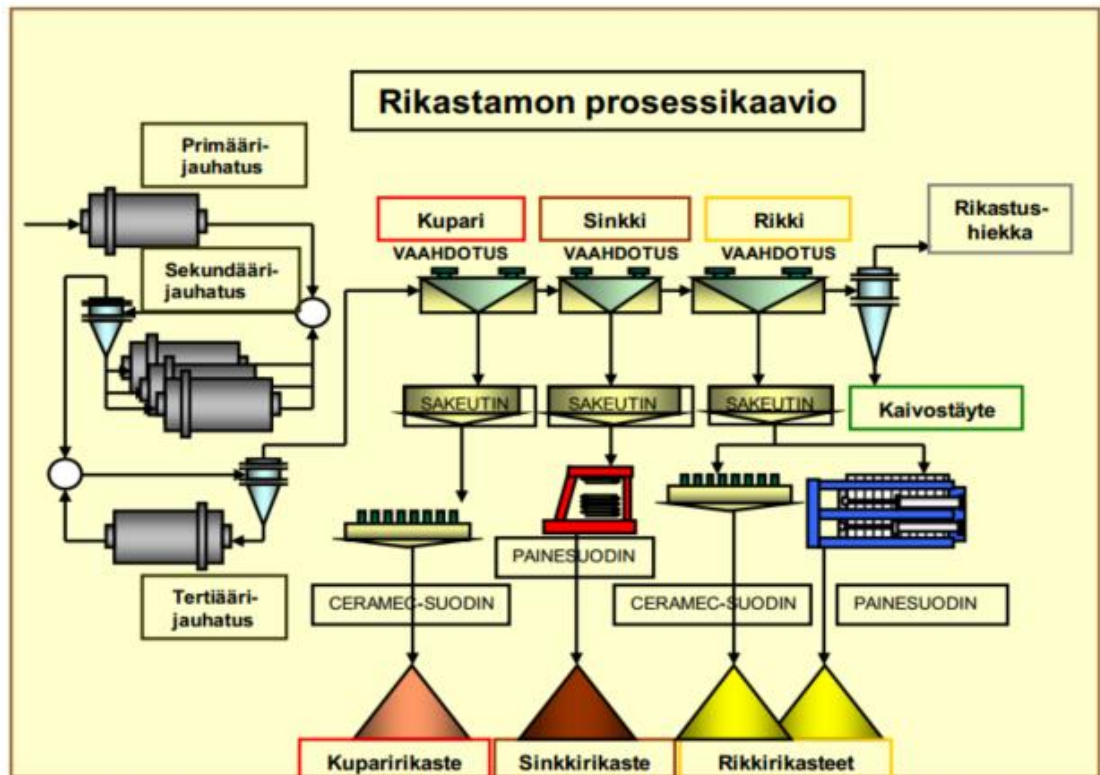 Rikastamon prosessikaavio
Primääri-
jauhatus
Sekundääri-
jauhatus
Tertiääri-
jauhatus
Kupari
VAAHDOTUS
Sinkki
VAAHDOTUS
Rikki
VAAHDOTUS
Rikastus-
hiekka
SAKEUTIN
SAKEUTIN
SAKEUTIN
Kaivostäyte
PAINESUODIN
CERAMEC-SUODIN
CERAMEC-SUODIN
PAINESUODIN
Kuparirikaste
Sinkkirikaste
Rikkirikasteet